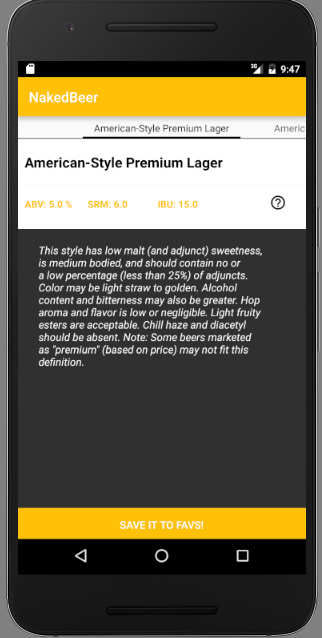 3G 9:47
NakedBeer
American-Style Premium Lager Americ
American-Style Premium Lager
ABV: 5.0 % SRM: 6.0 IBU: 15.0
This style has low malt (and adjunct) sweetness,
is medium bodied, and should contain no or
a low percentage (less than 25%) of adjuncts.
Color may be light straw to golden. Alcohol
content and bitterness may also be greater. Hop
aroma and flavor is low or negligible. Light fruity
esters are acceptable. Chill haze and diacetyl
should be absent. Note: Some beers marketed
as "premium" (based on price) may not fit this
definition.
SAVE IT TO FAVS!